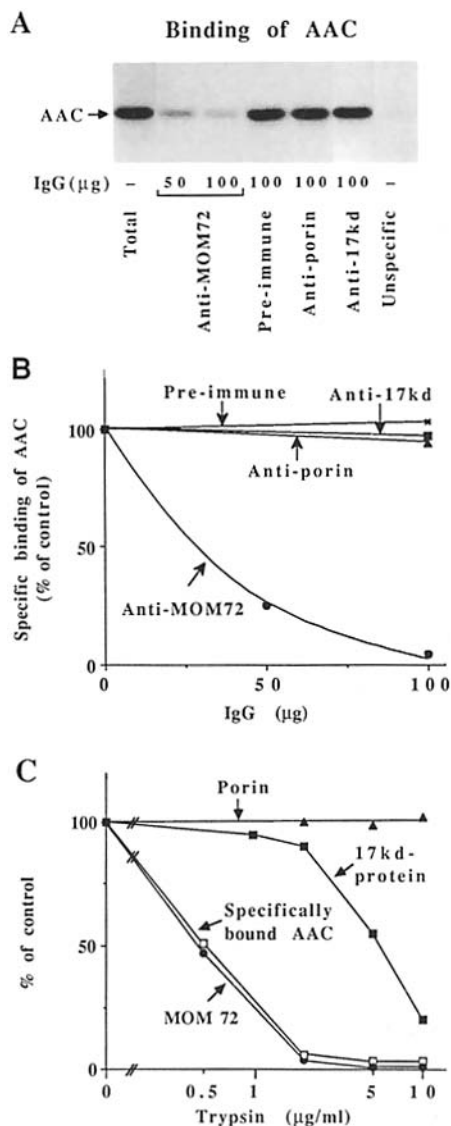 A
Binding of AAC
AAC
IgG (µg) – 50 100 100 100 100 –
Total
Anti-MOM72
Pre-immune
Anti-porin
Anti-17kd
Unspecific
B
Pre-immune
Anti-17kd
Anti-porin
Anti-MOM72
Specific binding of AAC
(% of control)
100
50
0
0 50 100
IgG (µg)
C
Porin
17kd-
protein
Specifically
bound AAC
MOM 72
% of control
100
50
0
0 0.5 1 5 10
Trypsin (µg/ml)